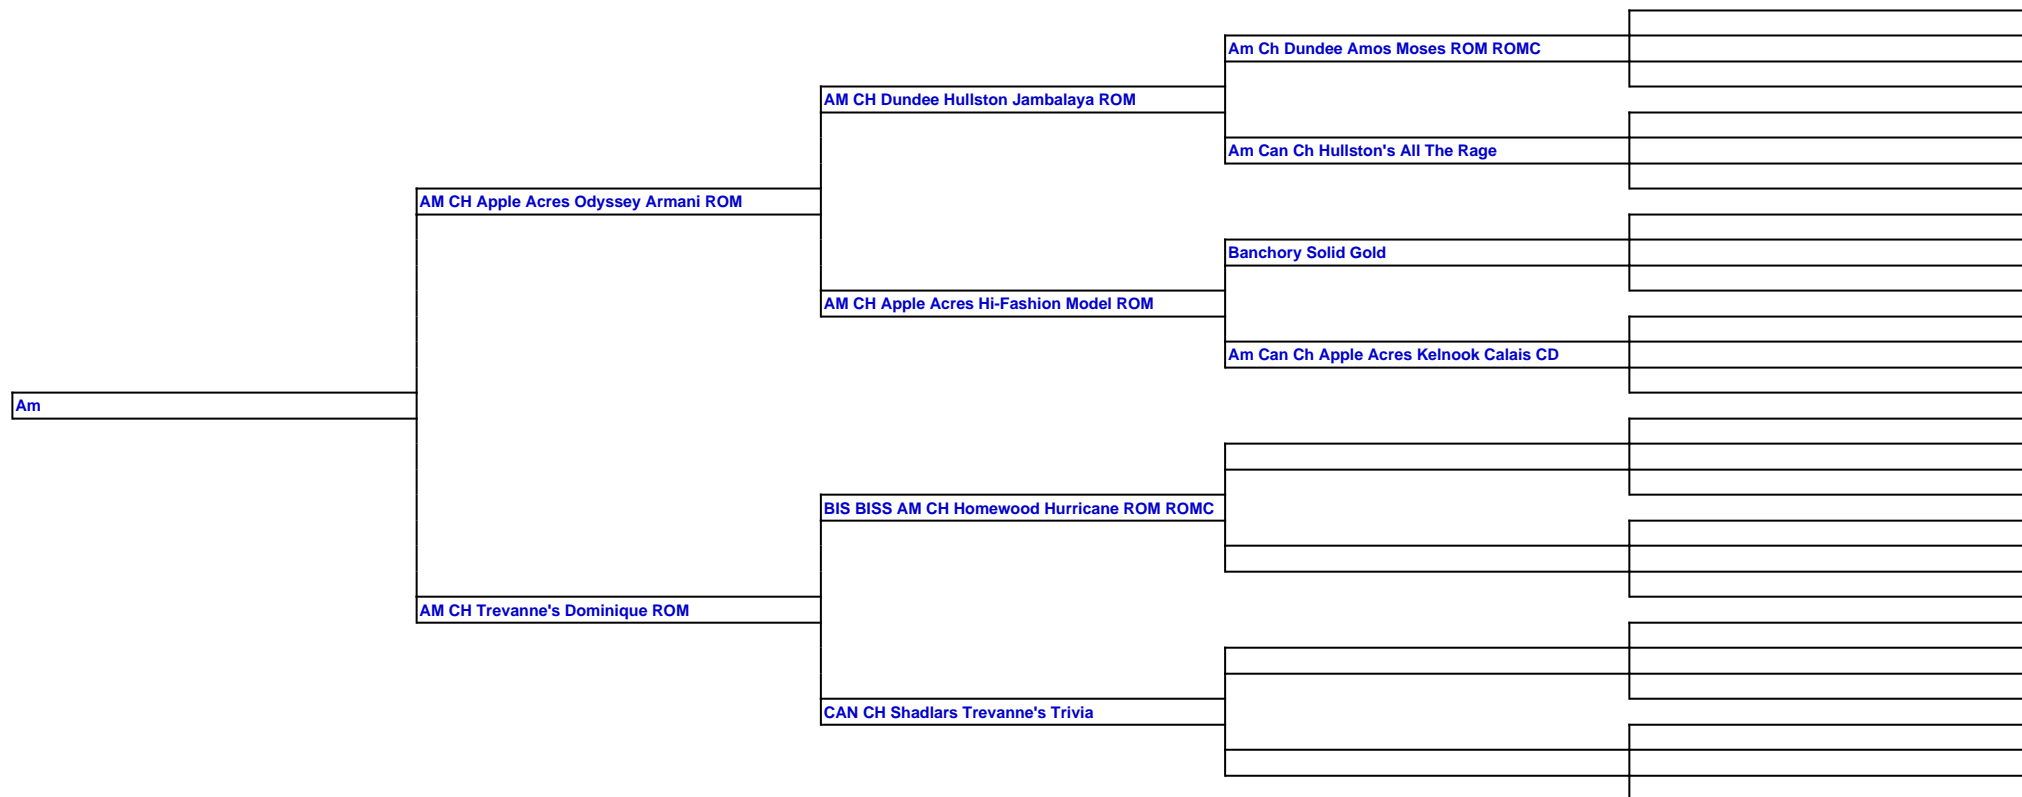 Am Ch Dundee Amos Moses ROM ROMC
AM CH Dundee Hullston Jambalaya ROM
Am Can Ch Hullston's All The Rage
AM CH Apple Acres Odyssey Armani ROM
Banchory Solid Gold
AM CH Apple Acres Hi-Fashion Model ROM
Am Can Ch Apple Acres Kelnook Calais CD
Am
BIS BISS AM CH Homewood Hurricane ROM ROMC
AM CH Trevanne's Dominique ROM
CAN CH Shadlars Trevanne's Trivia